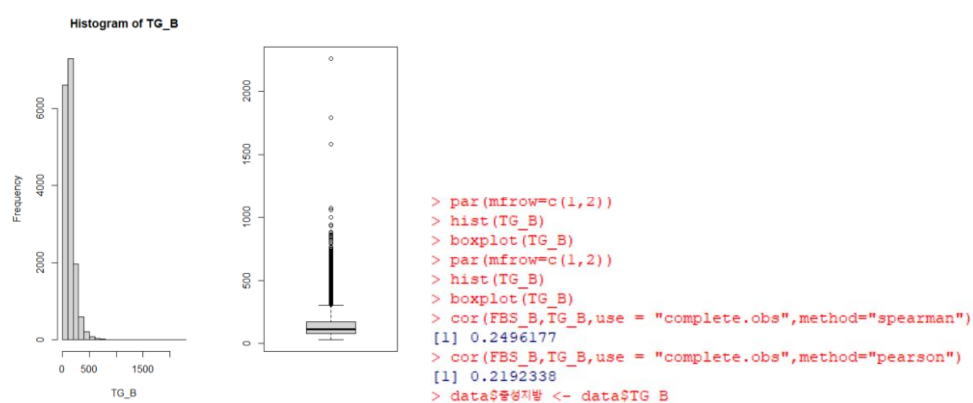 Histogram of TG_B
Frequency
0
2000
4000
6000
0
500
1500
TG_B
0
500
1000
1500
2000
> par(mfrow=c(1,2))
> hist(TG_B)
> boxplot(TG_B)
> par(mfrow=c(1,2))
> hist(TG_B)
> boxplot(TG_B)
> cor(FBS_B,TG_B,use = "complete.obs",method="spearman")
[1] 0.2496177
> cor(FBS_B,TG_B,use = "complete.obs",method="pearson")
[1] 0.2192338
> data$중성지방 <- data$TG_B